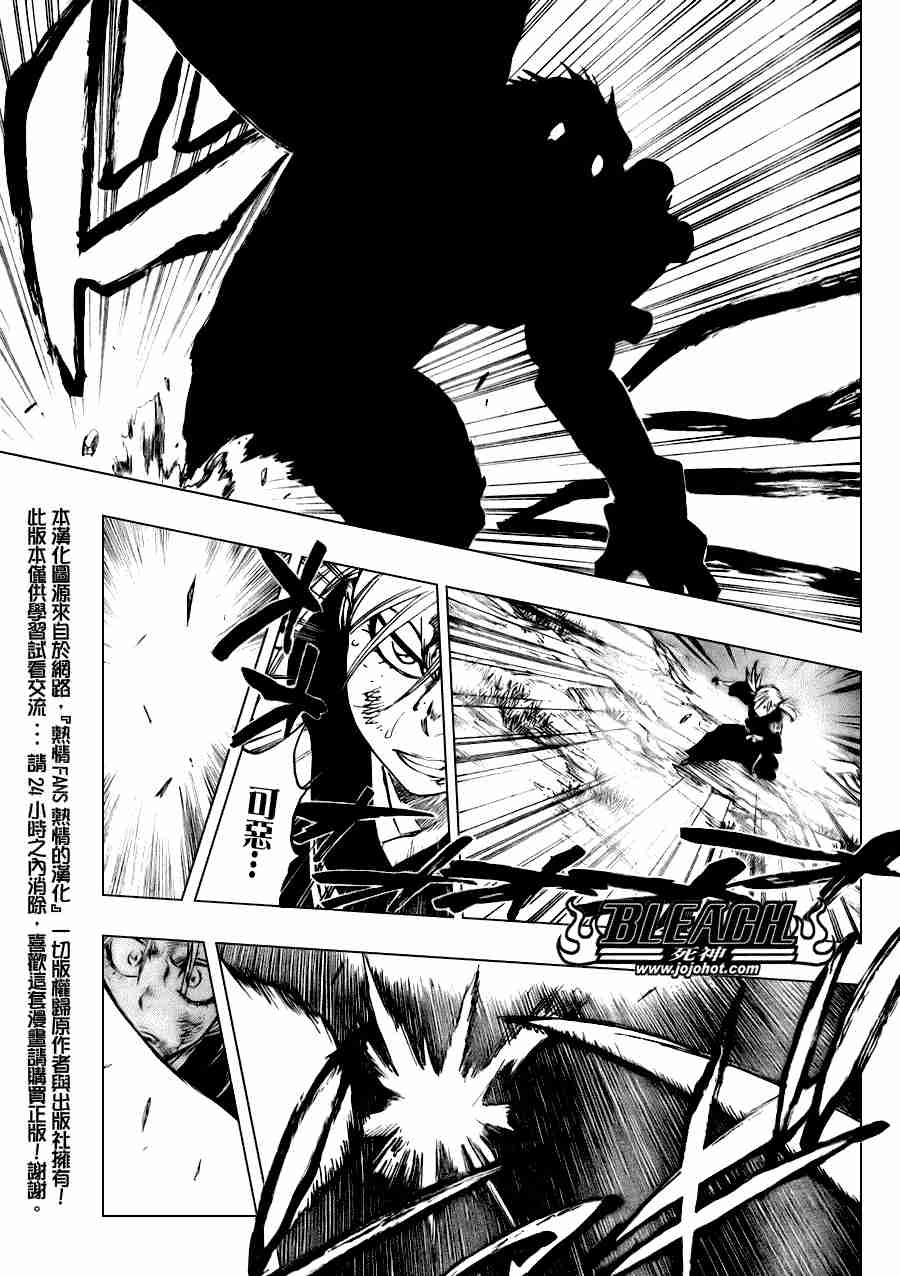 可惡…
BLEACH
死神
www.jojohot.com
本漢化圖源來自於網路，『熱情FANS 熱情的漢化』一切版權歸原作者與出版社擁有！
此版本僅供學習試看交流… 請24小時之內消除，喜歡這套漫畫請購買正版！謝謝。